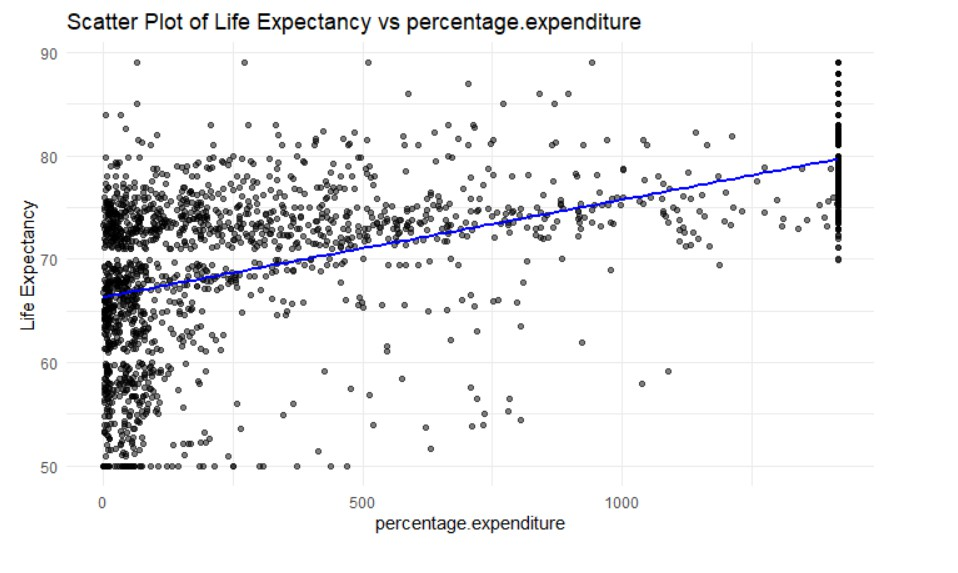 Scatter Plot of Life Expectancy vs percentage.expenditure
90
80
70
60
50
Life Expectancy
0 500 1000
percentage.expenditure